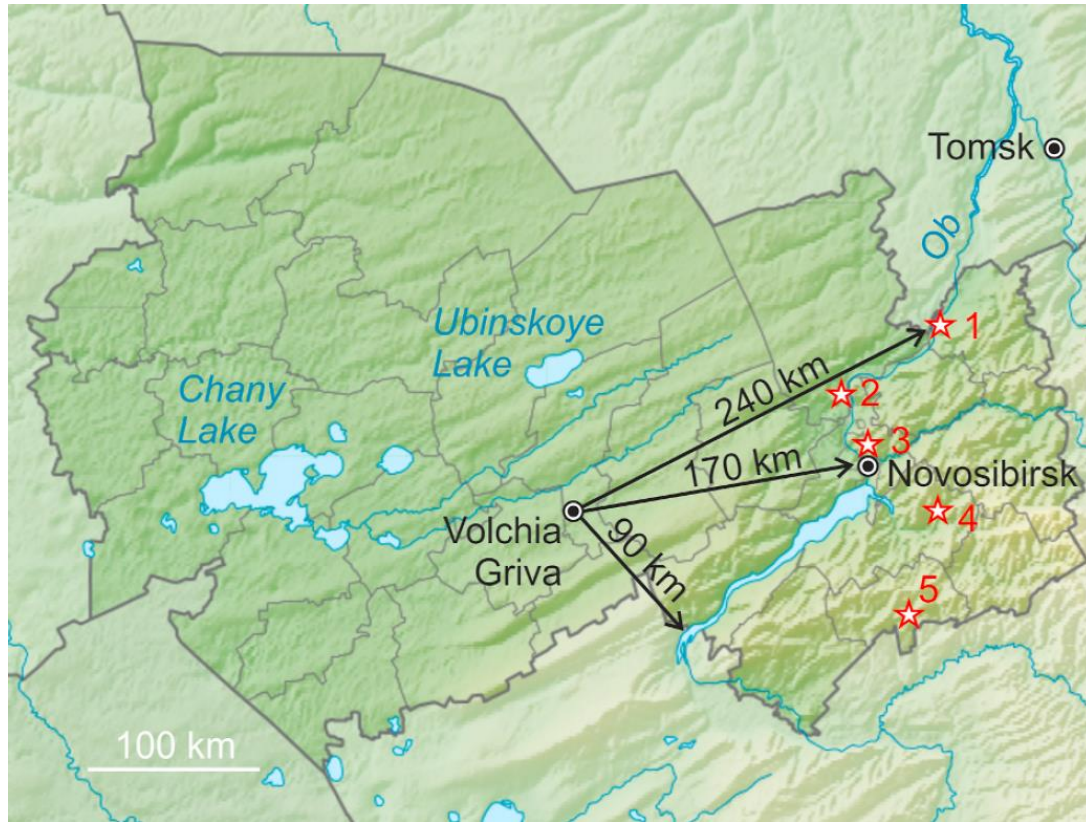 Tomsk
Ob
Ubinskoye
Lake
1
240 km
2
Chany
Lake
3
170 km
Novosibirsk
Volchia
Griva
4
90 km
5
100 km